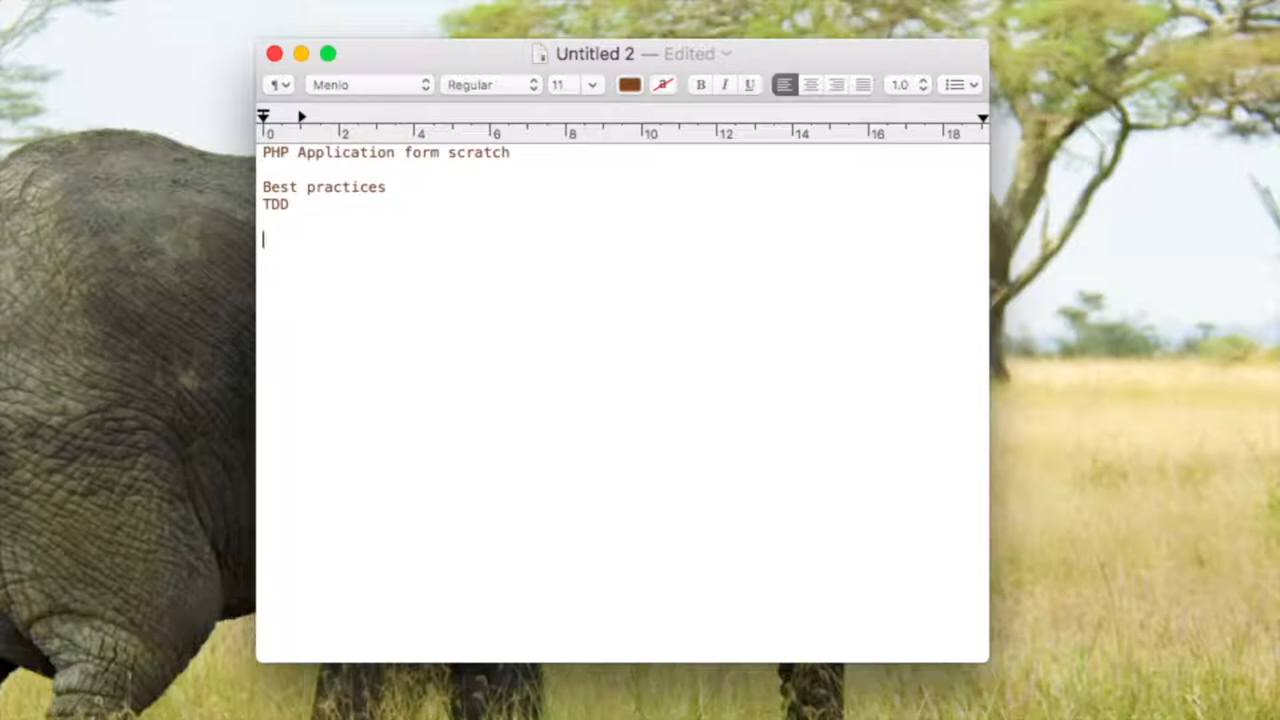 Untitled 2 — Edited
Menlo Regular 11 a B I U 1.0
0 2 4 6 8 10 12 14 16 18
PHP Application form scratch
Best practices
TDD